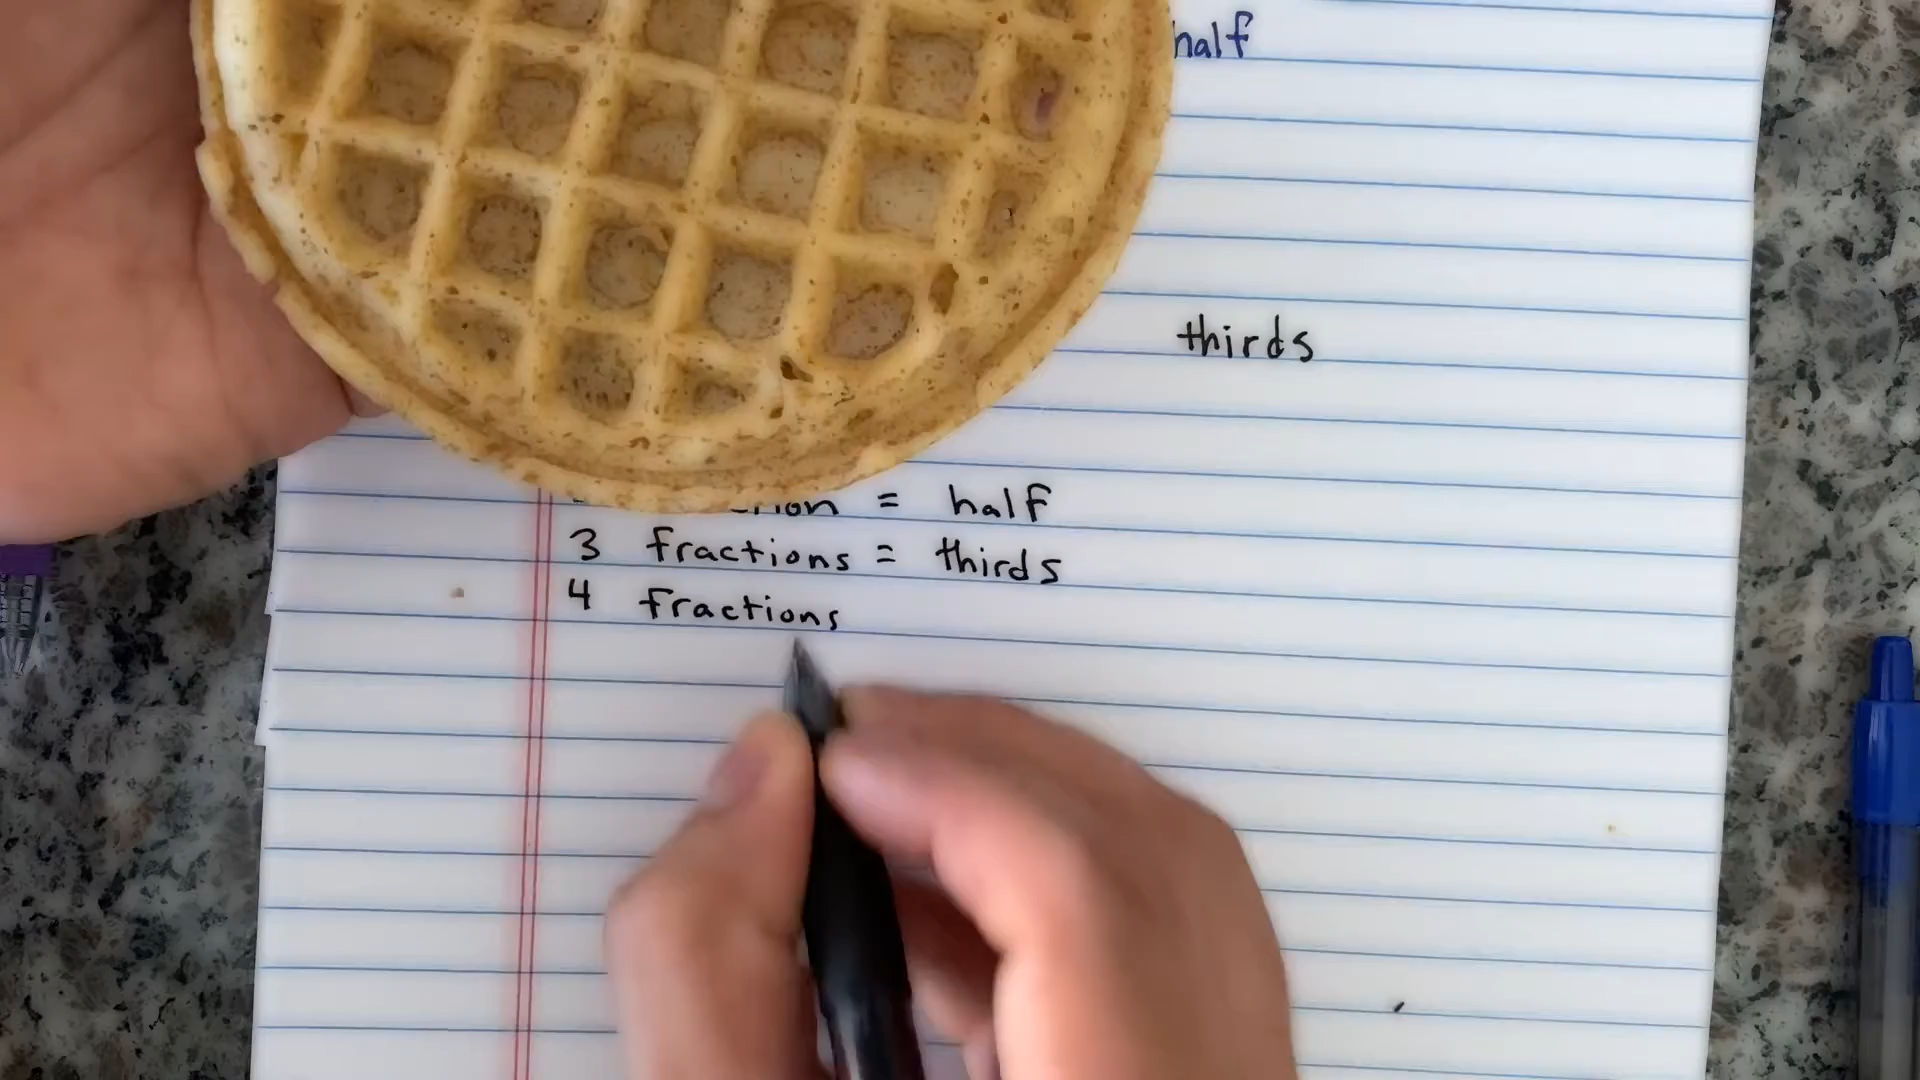 half
thirds
= half
3 fractions = thirds
4 fractions